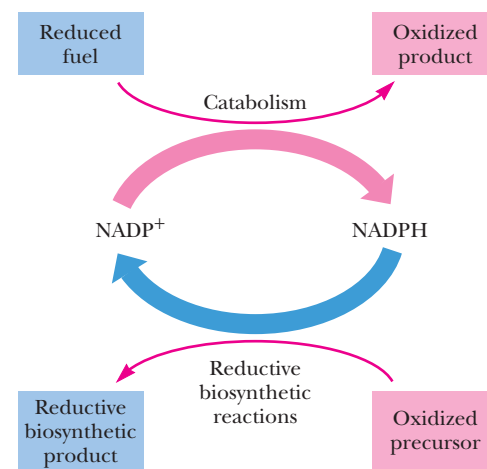 Reduced
fuel
Oxidized
product
Catabolism
NADP⁺
NADPH
Reductive
biosynthetic
reactions
Reductive
biosynthetic
product
Oxidized
precursor